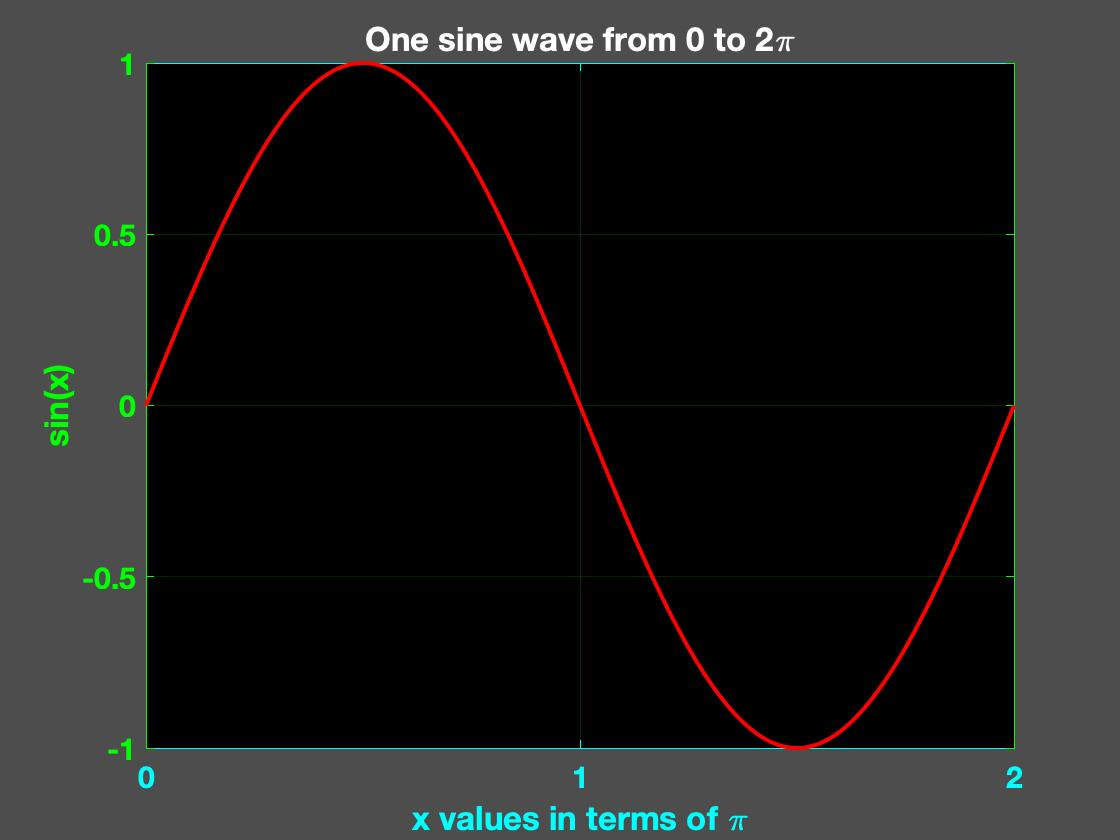 One sine wave from 0 to 2π
1
0.5
0
-0.5
-1
sin(x)
0 1 2
x values in terms of π